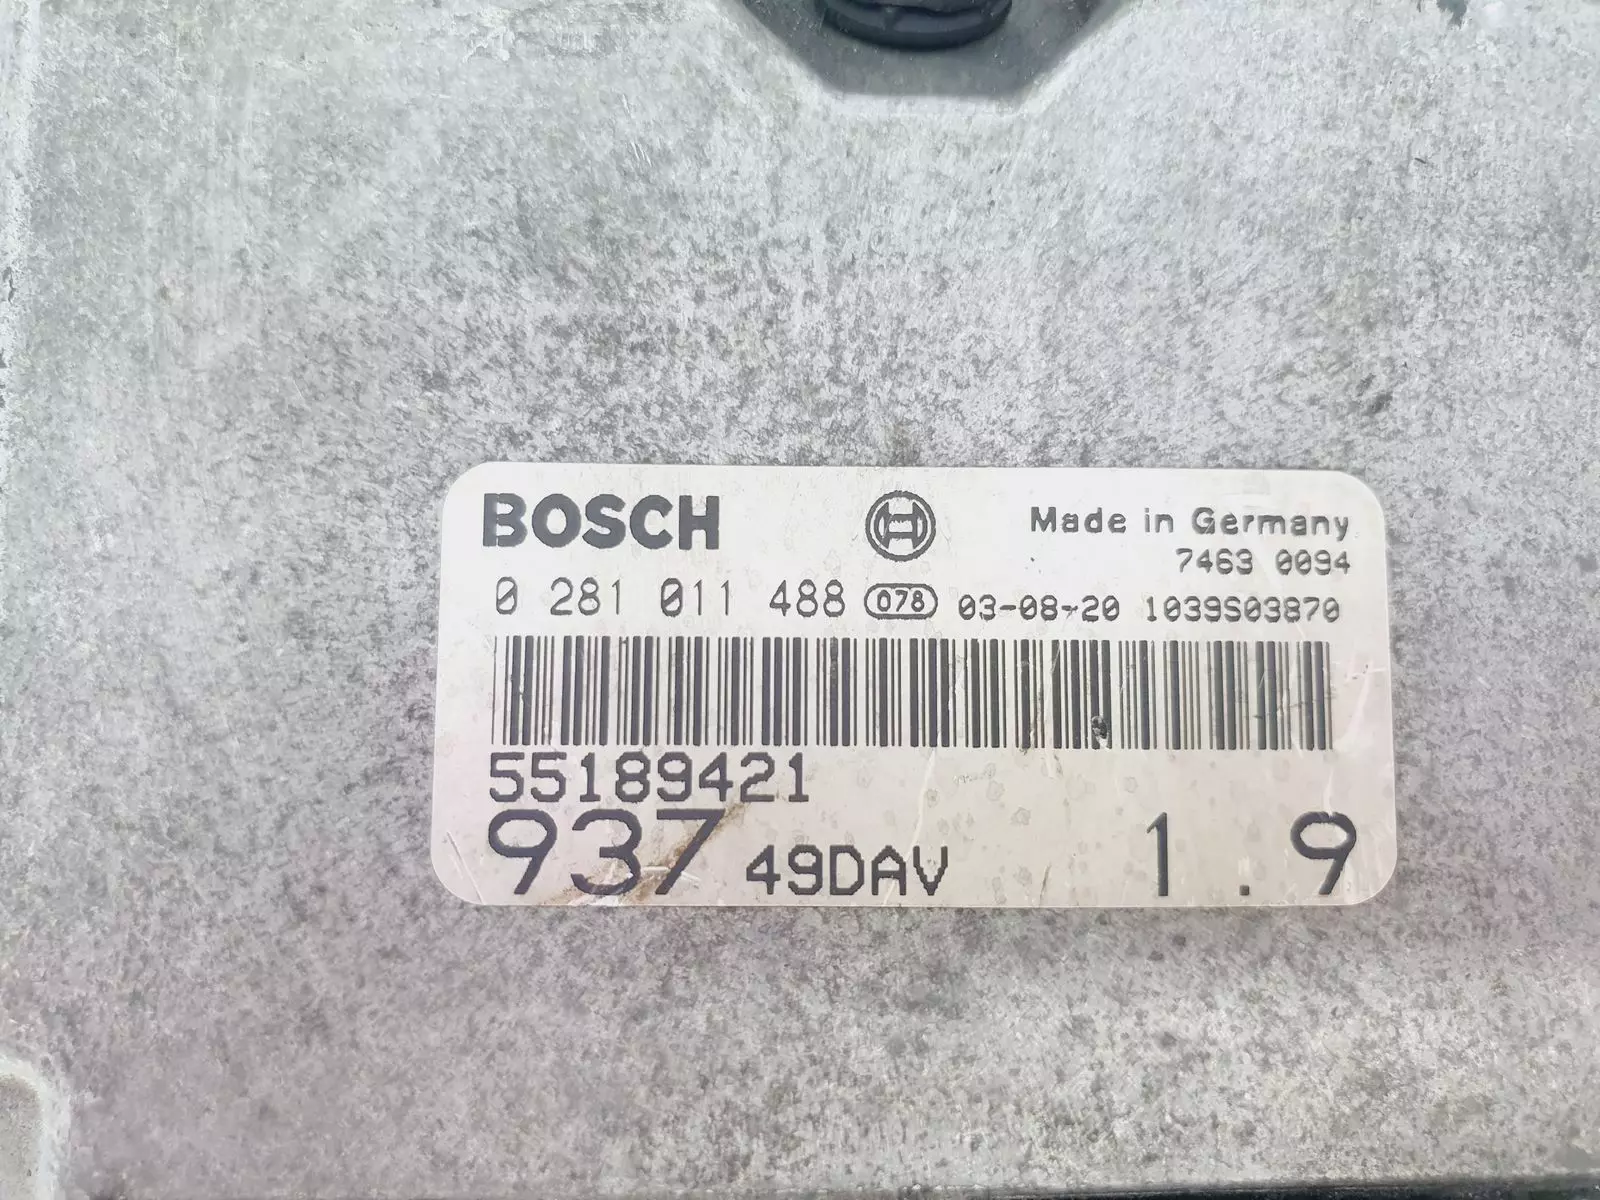 BOSCH Made in Germany
7463 0094
0 281 011 488 078 03-08-20 1039S03870
55189421
937 49DAV 1.9